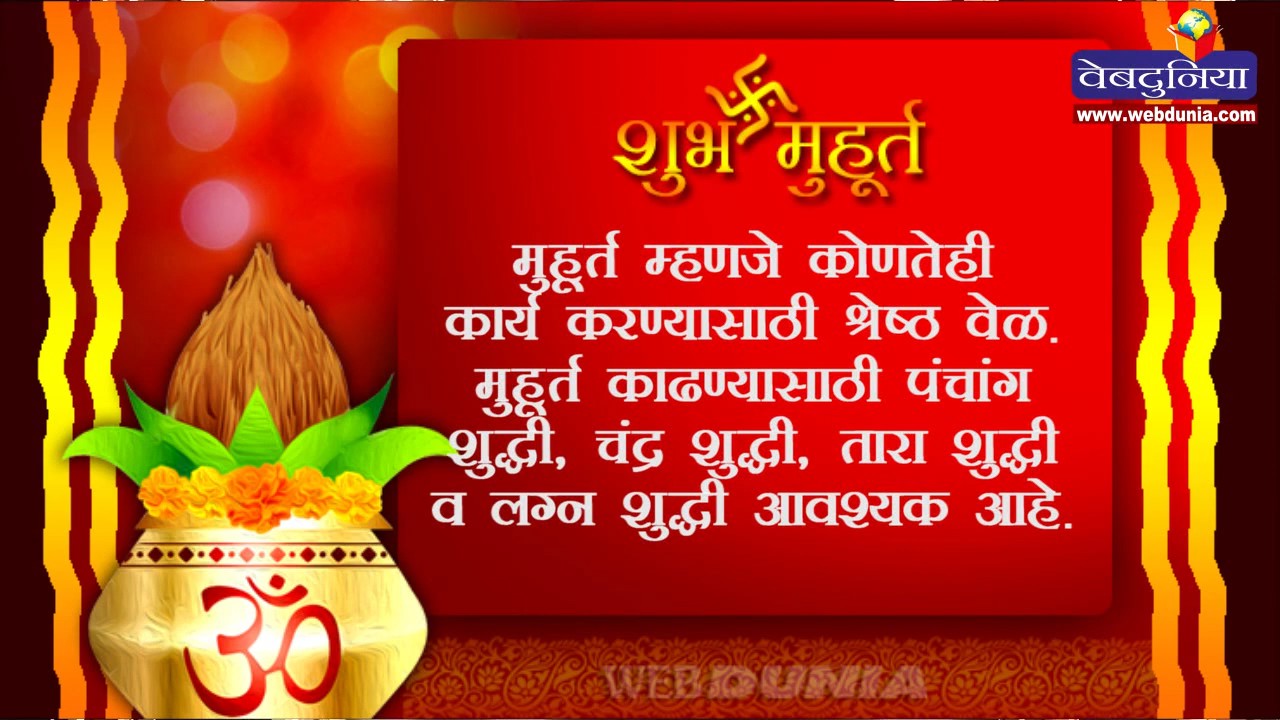 वेबदुनिया
www.webdunia.com
शुभ मुहूर्त
मुहूर्त म्हणजे कोणतेही
कार्य करण्यासाठी श्रेष्ठ वेळ.
मुहूर्त काढण्यासाठी पंचांग
शुद्धी, चंद्र शुद्धी, तारा शुद्धी
व लग्न शुद्धी आवश्यक आहे.
ॐ
WEBDUNIA